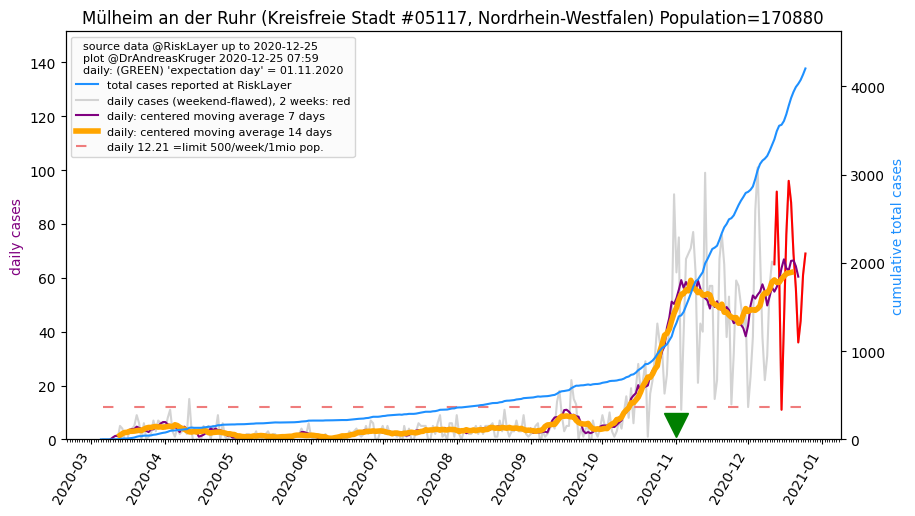 Mülheim an der Ruhr (Kreisfreie Stadt #05117, Nordrhein-Westfalen) Population=170880
source data @RiskLayer up to 2020-12-25
plot @DrAndreasKruger 2020-12-25 07:59
daily: (GREEN) 'expectation day' = 01.11.2020
total cases reported at RiskLayer
daily cases (weekend-flawed), 2 weeks: red
daily: centered moving average 7 days
daily: centered moving average 14 days
daily 12.21 =limit 500/week/1mio pop.
daily cases
140
120
100
80
60
40
20
0
cumulative total cases
4000
3000
2000
1000
0
2020-03
2020-04
2020-05
2020-06
2020-07
2020-08
2020-09
2020-10
2020-11
2020-12
2021-01